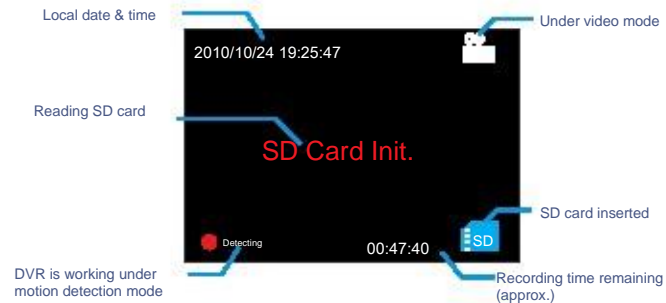 Local date & time
Under video mode
2010/10/24 19:25:47
Reading SD card
SD Card Init.
SD card inserted
SD
Detecting
00:47:40
DVR is working under
motion detection mode
Recording time remaining
(approx.)